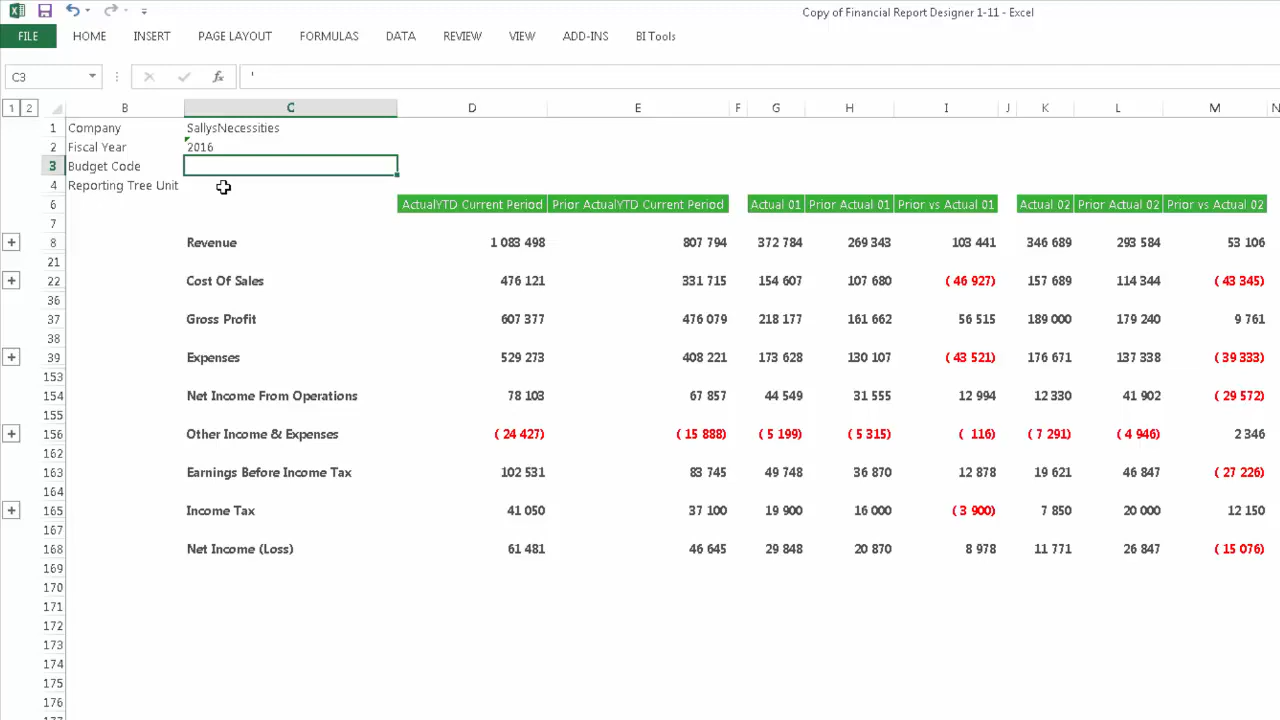 Copy of Financial Report Designer 1-11 - Excel
FILE HOME INSERT PAGE LAYOUT FORMULAS DATA REVIEW VIEW ADD-INS BI Tools
C3 fx '
1 2 B C D E F G H I J K L M N
1 Company SallysNecessities
2 Fiscal Year 2016
3 Budget Code
4 Reporting Tree Unit
6 ActualYTD Current Period Prior ActualYTD Current Period Actual 01 Prior Actual 01 Prior vs Actual 01 Actual 02 Prior Actual 02 Prior vs Actual 02
7
+ 8 Revenue 1 083 498 807 794 372 784 269 343 103 441 346 689 293 584 53 106
21
+ 22 Cost Of Sales 476 121 331 715 154 607 107 680 ( 46 927) 157 689 114 344 ( 43 345)
36
37 Gross Profit 607 377 476 079 218 177 161 662 56 515 189 000 179 240 9 761
38
+ 39 Expenses 529 273 408 221 173 628 130 107 ( 43 521) 176 671 137 338 ( 39 333)
153
154 Net Income From Operations 78 103 67 857 44 549 31 555 12 994 12 330 41 902 ( 29 572)
155
+ 156 Other Income & Expenses ( 24 427) ( 15 888) ( 5 199) ( 5 315) ( 116) ( 7 291) ( 4 946) 2 346
162
163 Earnings Before Income Tax 102 531 83 745 49 748 36 870 12 878 19 621 46 847 ( 27 226)
164
+ 165 Income Tax 41 050 37 100 19 900 16 000 ( 3 900) 7 850 20 000 12 150
167
168 Net Income (Loss) 61 481 46 645 29 848 20 870 8 978 11 771 26 847 ( 15 076)
169
170
171
172
173
174
175
176